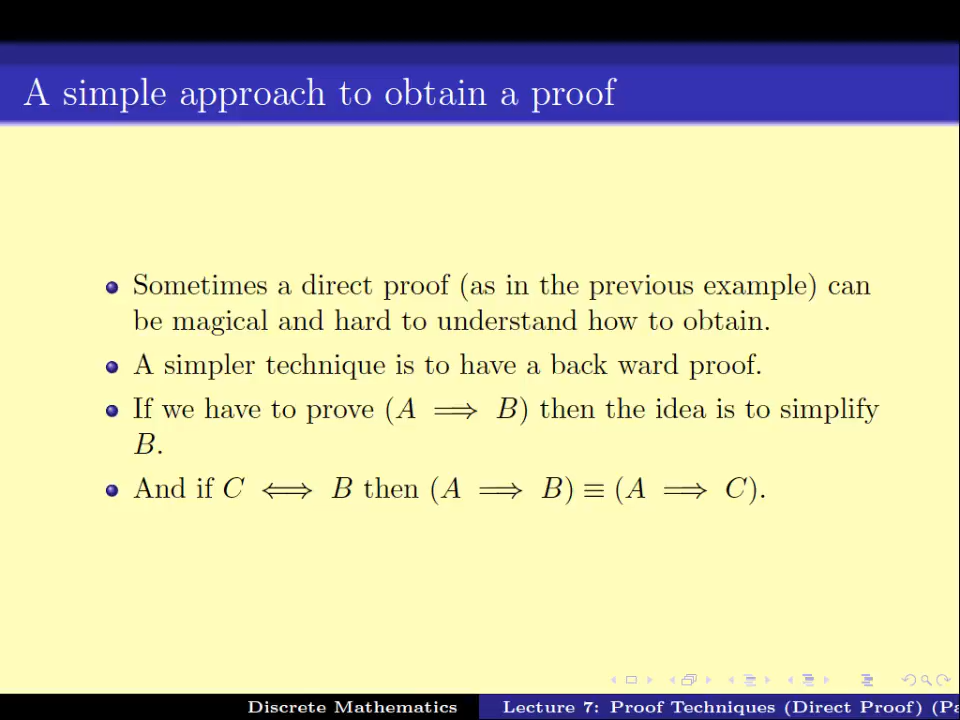 A simple approach to obtain a proof
Sometimes a direct proof (as in the previous example) can
be magical and hard to understand how to obtain.
A simpler technique is to have a back ward proof.
If we have to prove (A ⟹ B) then the idea is to simplify
B.
And if C ⟺ B then (A ⟹ B) ≡ (A ⟹ C).
Discrete Mathematics
Lecture 7: Proof Techniques (Direct Proof) (Pa